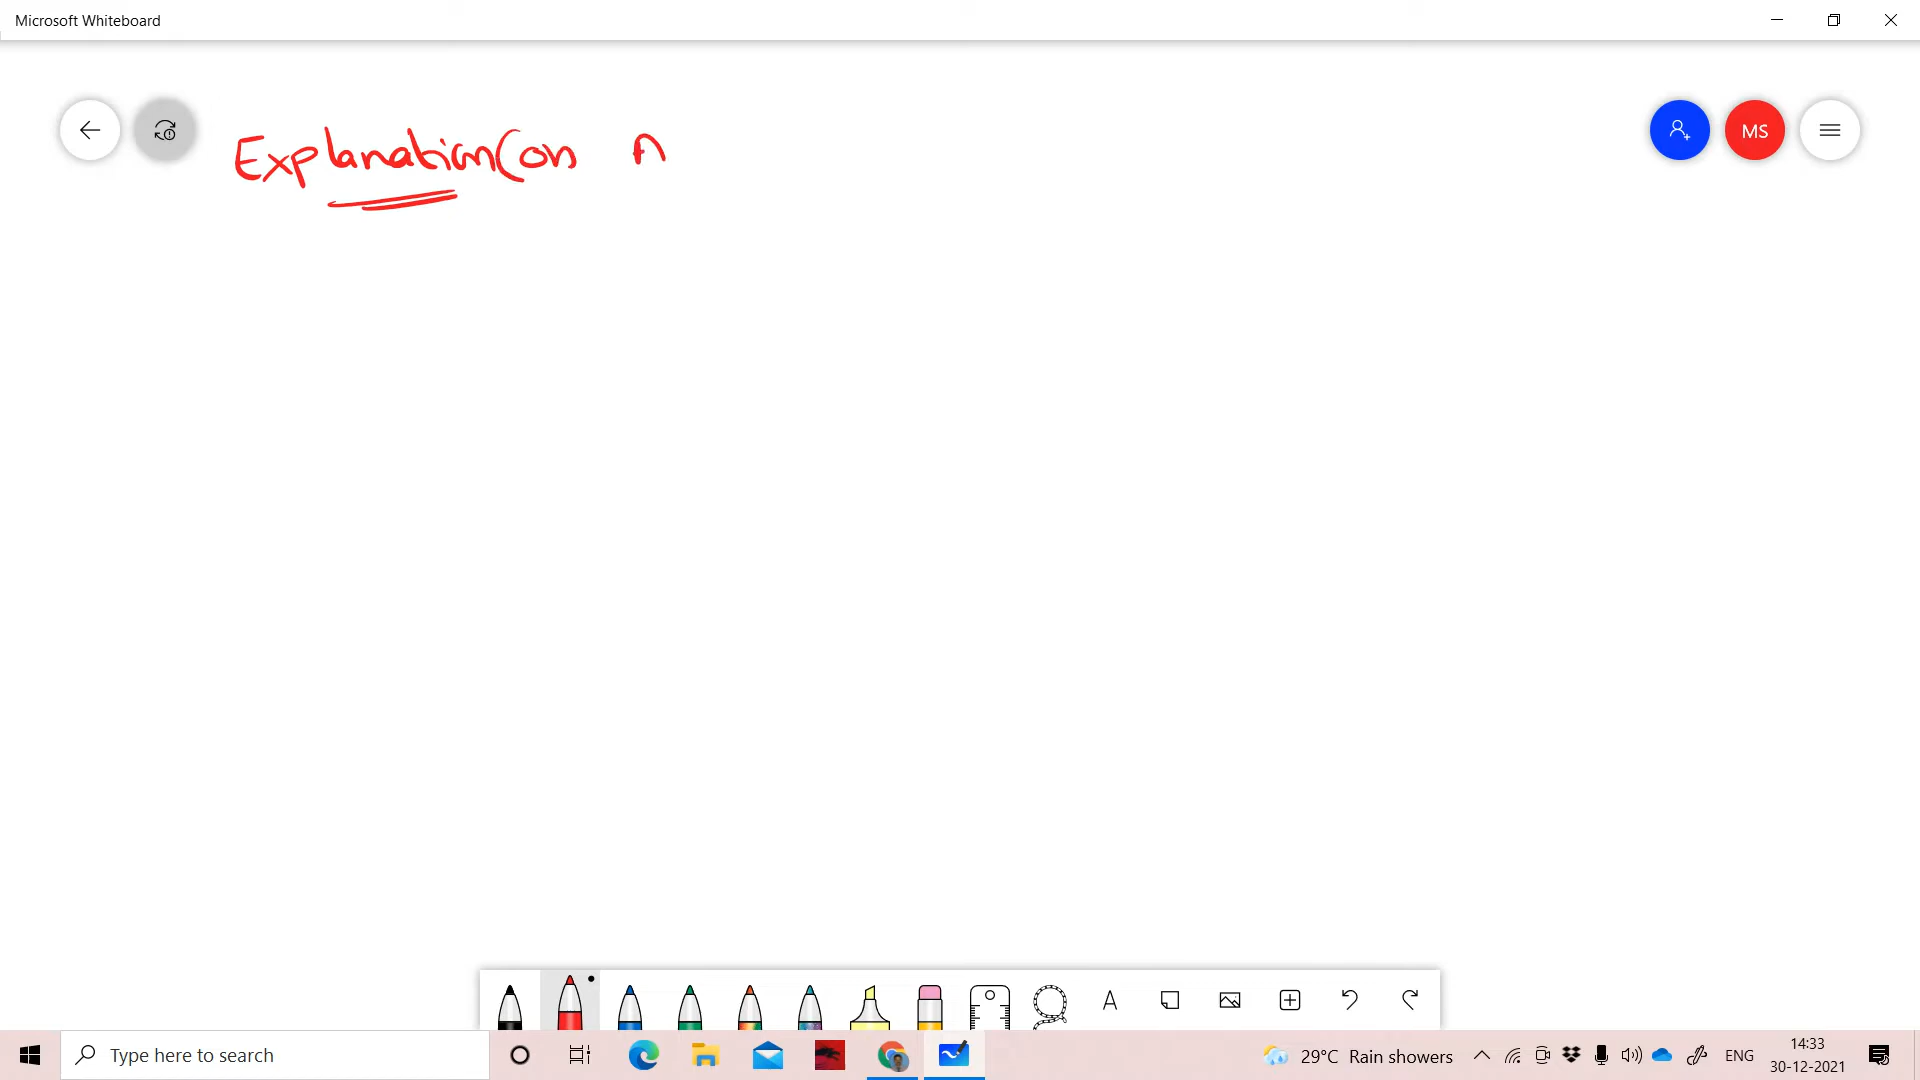 Microsoft Whiteboard
MS
Explanation(on A
A
Type here to search
29°C Rain showers
ENG
14:33
30-12-2021